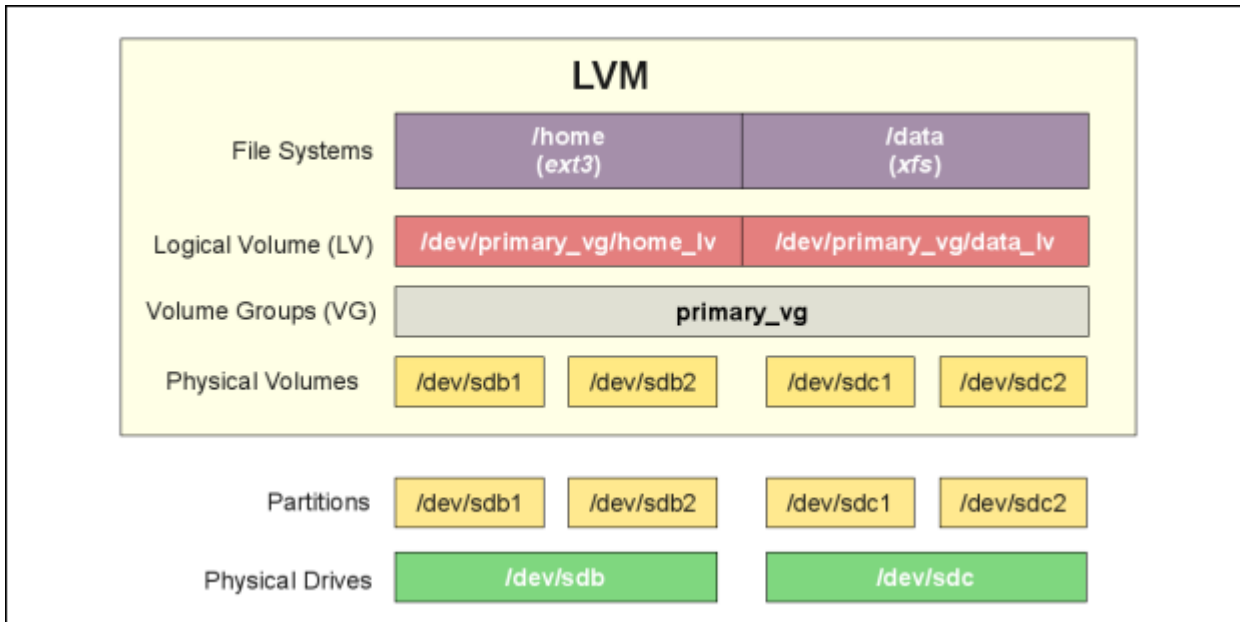 LVM
File Systems
/home
(ext3)
/data
(xfs)
Logical Volume (LV)
/dev/primary_vg/home_lv
/dev/primary_vg/data_lv
Volume Groups (VG)
primary_vg
Physical Volumes
/dev/sdb1
/dev/sdb2
/dev/sdc1
/dev/sdc2
Partitions
/dev/sdb1
/dev/sdb2
/dev/sdc1
/dev/sdc2
Physical Drives
/dev/sdb
/dev/sdc